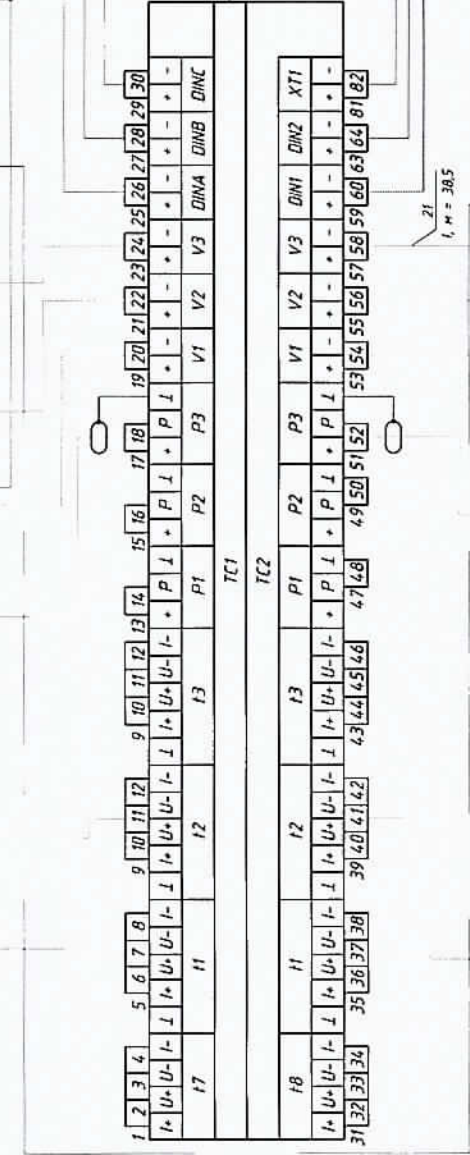 1 2 3 4 5 6 7 8 9 10 11 12 9 10 11 12 13 14 15 16 17 18 19 20 21 22 23 24 25 26 27 28 29 30
I+ U+ U- I- ⊥ I+ U+ U- I- ⊥ I+ U+ U- I- ⊥ I+ U+ U- I- + P ⊥ + P ⊥ + P ⊥ + - + - + - + - + - + -
t7 t1 t2 t3 P1 P2 P3 V1 V2 V3 DINA DINB DINC
TC1
TC2
t8 t1 t2 t3 P1 P2 P3 V1 V2 V3 DIN1 DIN2 XT1
I+ U+ U- I- ⊥ I+ U+ U- I- ⊥ I+ U+ U- I- ⊥ I+ U+ U- I- + P ⊥ + P ⊥ + P ⊥ + - + - + - + - + - + -
31 32 33 34 35 36 37 38 39 40 41 42 43 44 45 46 47 48 49 50 51 52 53 54 55 56 57 58 59 60 63 64 81 82
21
l, м = 38,5